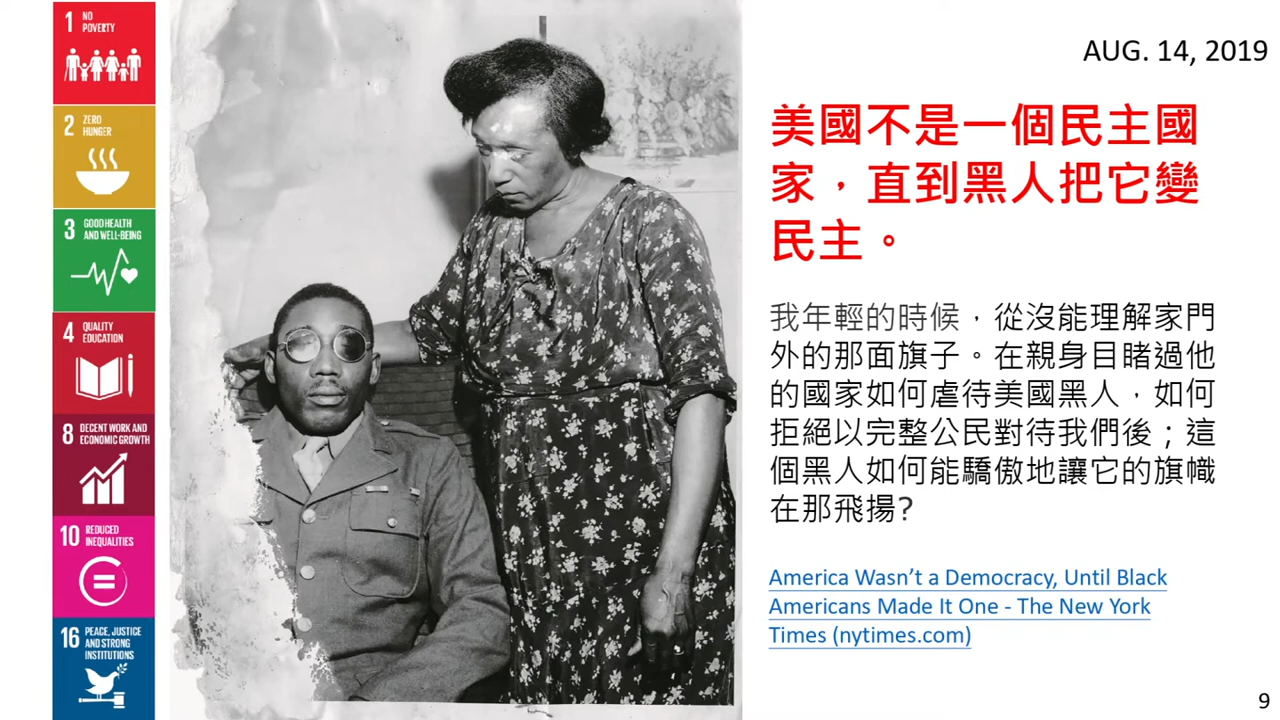 1 NO
POVERTY
2 ZERO
HUNGER
3 GOOD HEALTH
AND WELL-BEING
4 QUALITY
EDUCATION
8 DECENT WORK AND
ECONOMIC GROWTH
10 REDUCED
INEQUALITIES
16 PEACE, JUSTICE
AND STRONG
INSTITUTIONS
AUG. 14, 2019
美國不是一個民主國
家，直到黑人把它變
民主。
我年輕的時候，從沒能理解家門
外的那面旗子。在親身目睹過他
的國家如何虐待美國黑人，如何
拒絕以完整公民對待我們後；這
個黑人如何能驕傲地讓它的旗幟
在那飛揚?
America Wasn’t a Democracy, Until Black
Americans Made It One - The New York
Times (nytimes.com)
9